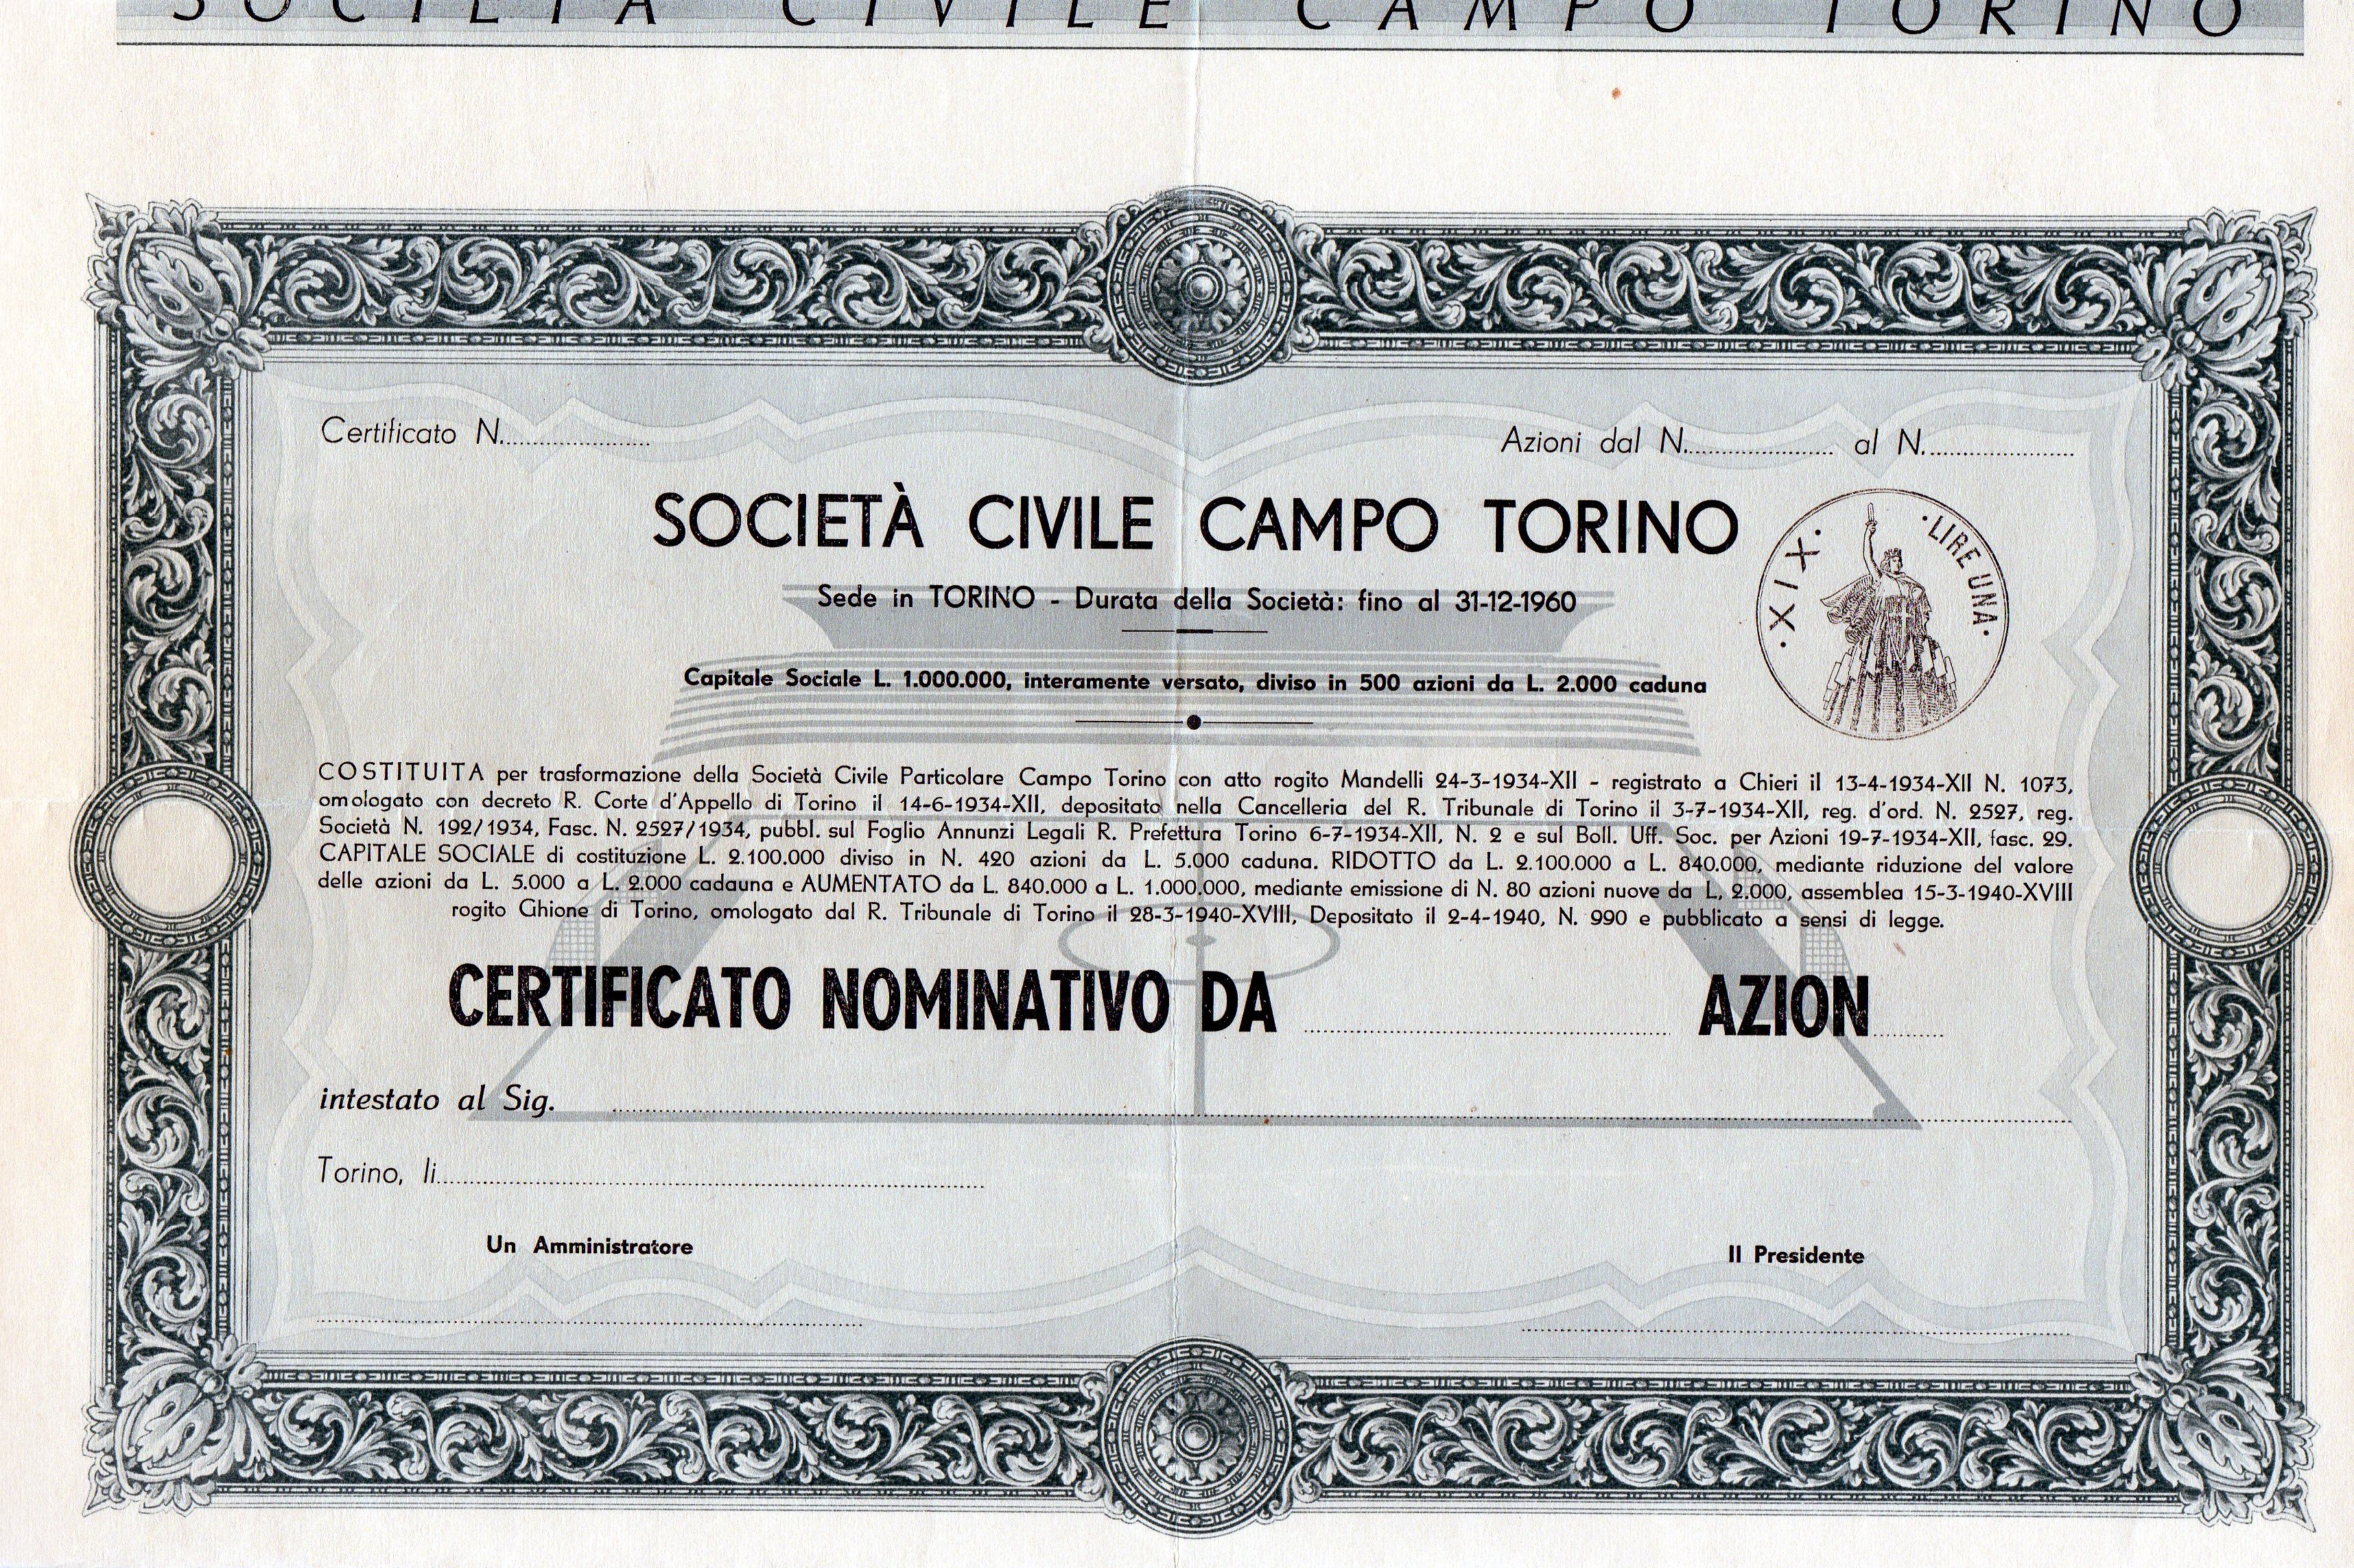 SOCIETÀ CIVILE CAMPO TORINO
Certificato N.
Azioni dal N. al N.
SOCIETÀ CIVILE CAMPO TORINO
XIX · LIRE UNA ·
Sede in TORINO - Durata della Società: fino al 31-12-1960
Capitale Sociale L. 1.000.000, interamente versato, diviso in 500 azioni da L. 2.000 caduna
COSTITUITA per trasformazione della Società Civile Particolare Campo Torino con atto rogito Mandelli 24-3-1934-XII - registrato a Chieri il 13-4-1934-XII N. 1073,
omologato con decreto R. Corte d'Appello di Torino il 14-6-1934-XII, depositato nella Cancelleria del R. Tribunale di Torino il 3-7-1934-XII, reg. d'ord. N. 2527, reg.
Società N. 192/1934, Fasc. N. 2527/1934, pubbl. sul Foglio Annunzi Legali R. Prefettura Torino 6-7-1934-XII, N. 2 e sul Boll. Uff. Soc. per Azioni 19-7-1934-XII, fasc. 29.
CAPITALE SOCIALE di costituzione L. 2.100.000 diviso in N. 420 azioni da L. 5.000 caduna. RIDOTTO da L. 2.100.000 a L. 840.000, mediante riduzione del valore
delle azioni da L. 5.000 a L. 2.000 cadauna e AUMENTATO da L. 840.000 a L. 1.000.000, mediante emissione di N. 80 azioni nuove da L. 2.000, assemblea 15-3-1940-XVIII
rogito Ghione di Torino, omologato dal R. Tribunale di Torino il 28-3-1940-XVIII, Depositato il 2-4-1940, N. 990 e pubblicato a sensi di legge.
CERTIFICATO NOMINATIVO DA AZION
intestato al Sig.
Torino, li
Un Amministratore
Il Presidente